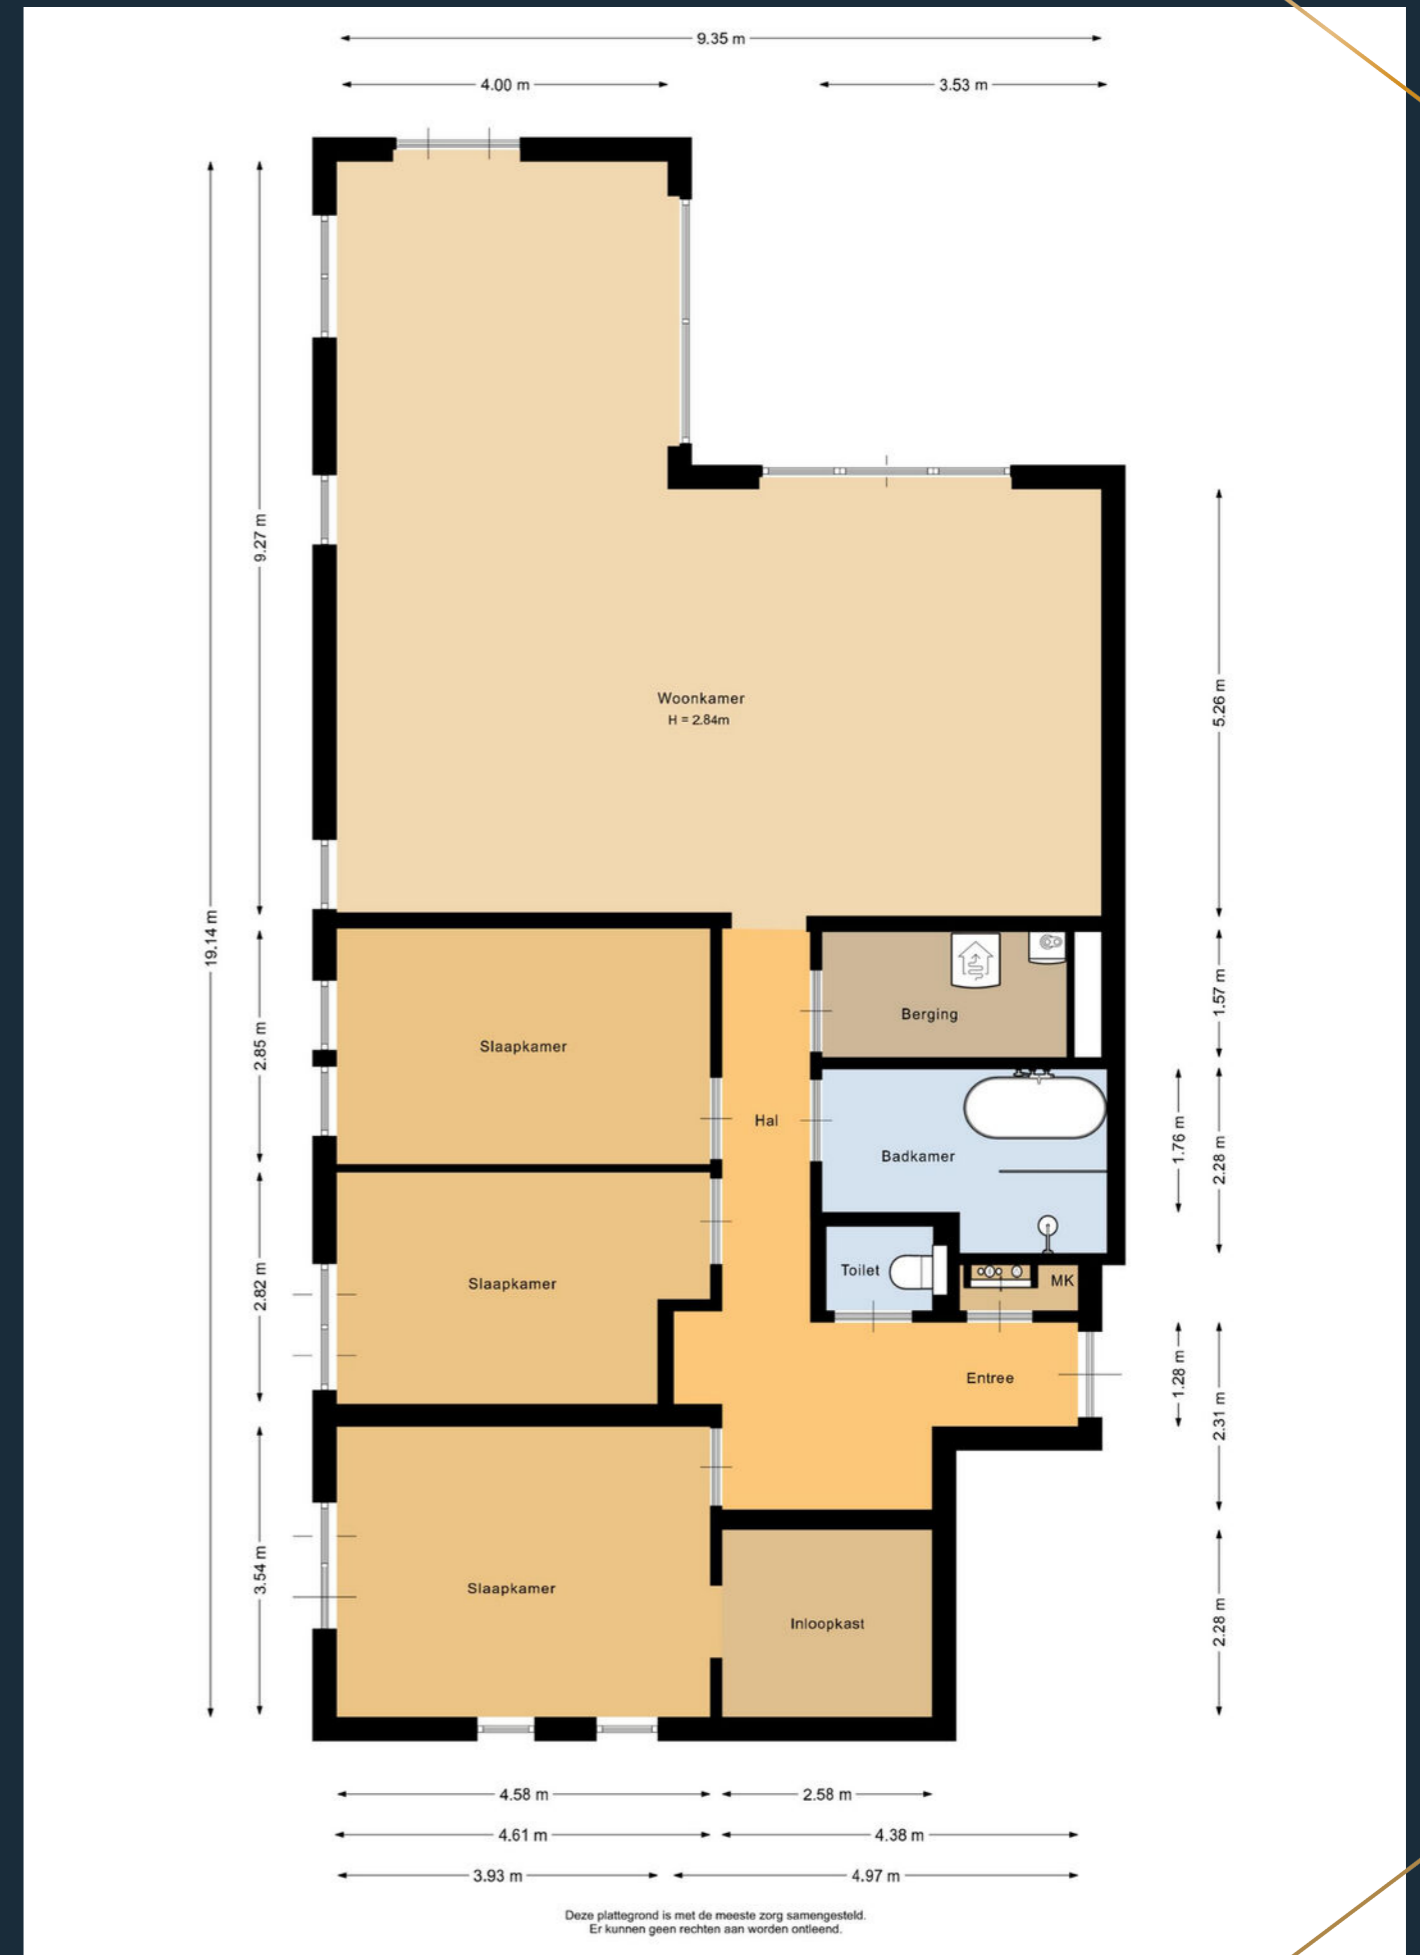 9.35 m
4.00 m
3.53 m
9.27 m
19.14 m
5.26 m
Woonkamer
H = 2.84m
2.85 m
1.57 m
Berging
Slaapkamer
Hal
Badkamer
1.76 m
2.28 m
Toilet
MK
2.82 m
Slaapkamer
Entree
1.28 m
2.31 m
3.54 m
Slaapkamer
Inloopkast
2.28 m
4.58 m
2.58 m
4.61 m
4.38 m
3.93 m
4.97 m
Deze plattegrond is met de meeste zorg samengesteld.
Er kunnen geen rechten aan worden ontleend.